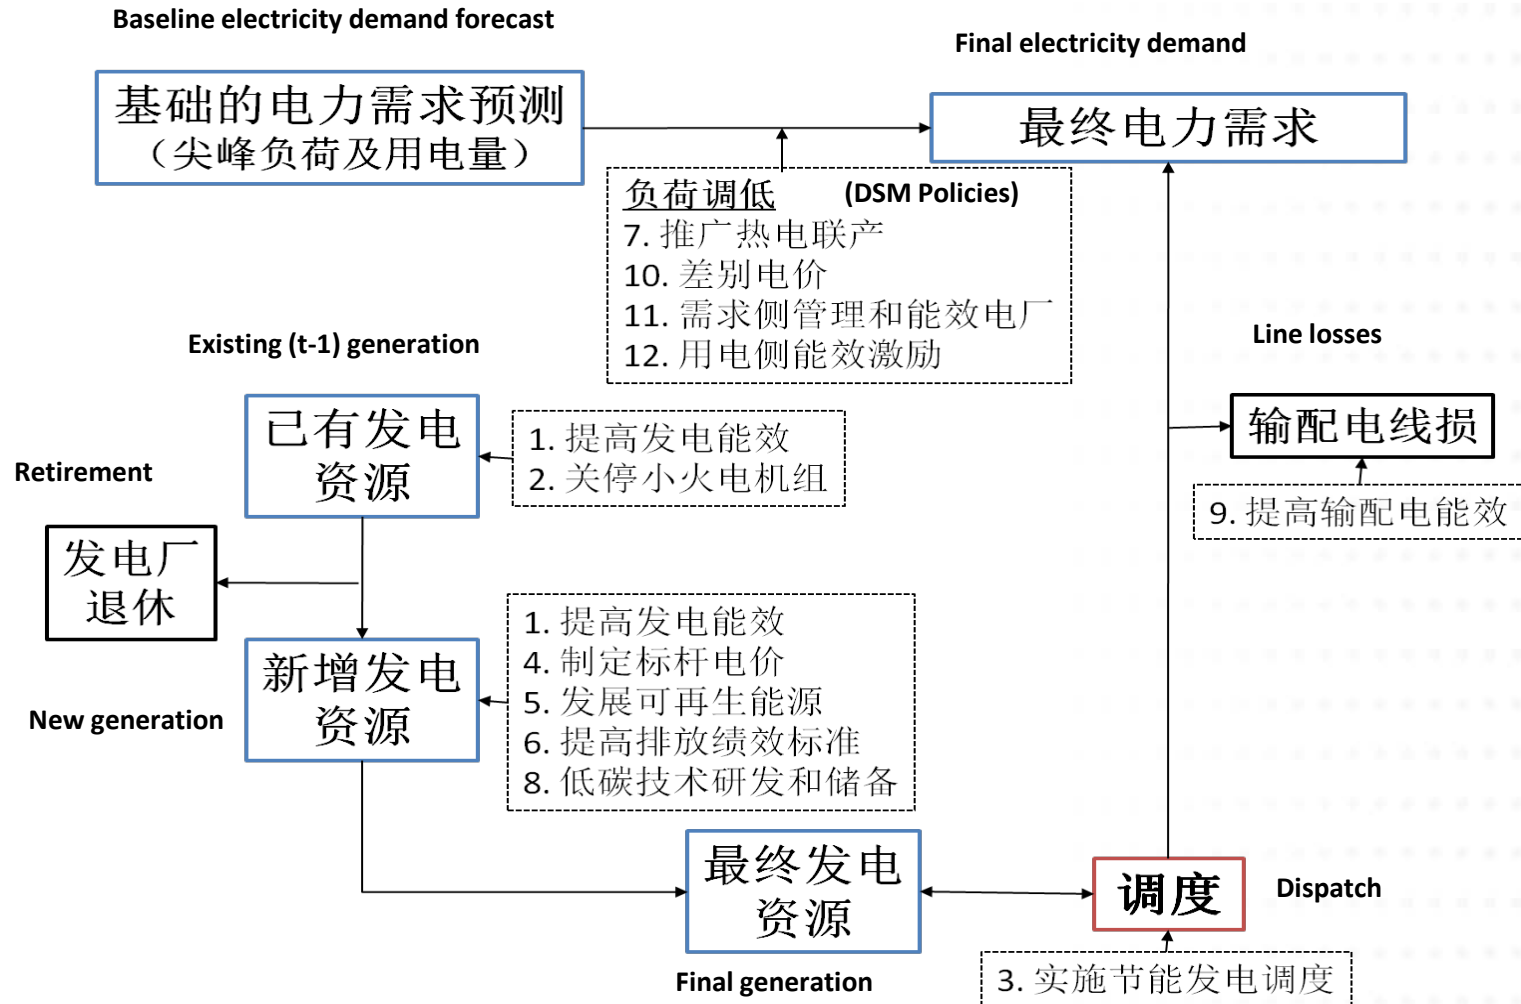 Baseline electricity demand forecast
Final electricity demand
基础的电力需求预测
（尖峰负荷及用电量）
最终电力需求
负荷调低 (DSM Policies)
7. 推广热电联产
10. 差别电价
11. 需求侧管理和能效电厂
12. 用电侧能效激励
Existing (t-1) generation
Line losses
已有发电
资源
1. 提高发电能效
2. 关停小火电机组
输配电线损
9. 提高输配电能效
Retirement
发电厂
退休
新增发电
资源
New generation
1. 提高发电能效
4. 制定标杆电价
5. 发展可再生能源
6. 提高排放绩效标准
8. 低碳技术研发和储备
最终发电
资源
Final generation
调度
Dispatch
3. 实施节能发电调度